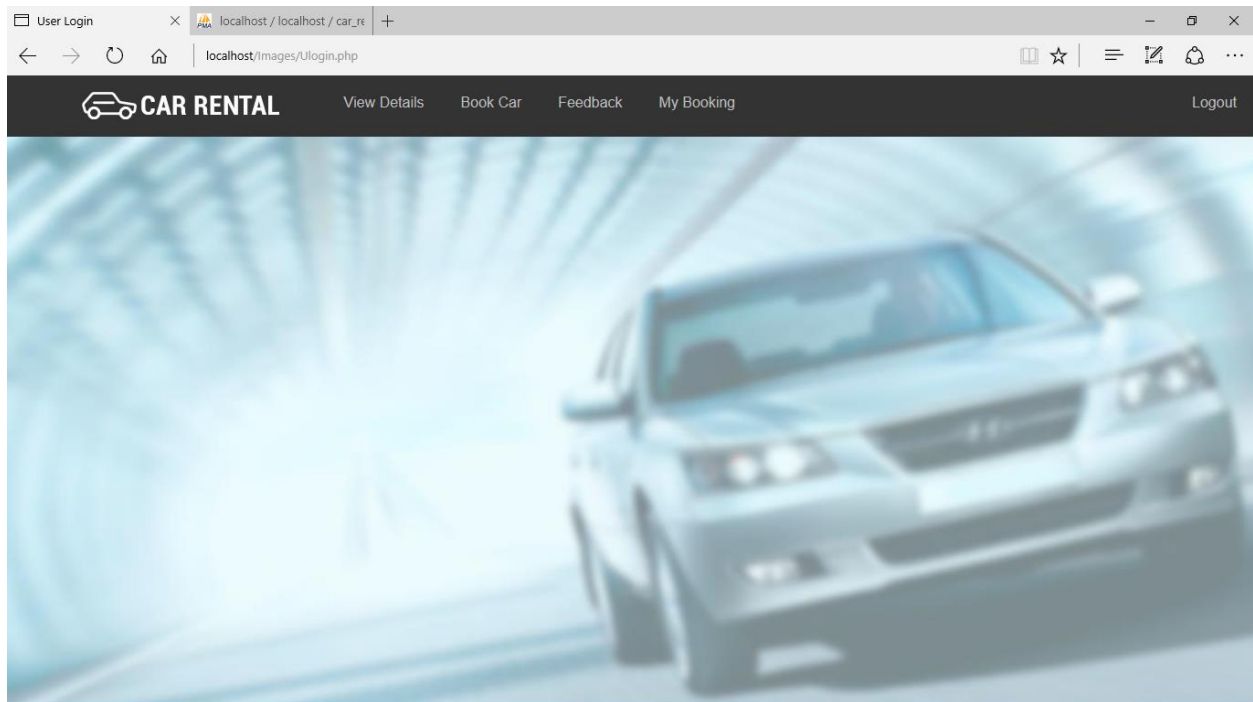 User Login
PMA localhost / localhost / car_re
localhost/Images/Ulogin.php
CAR RENTAL View Details Book Car Feedback My Booking Logout